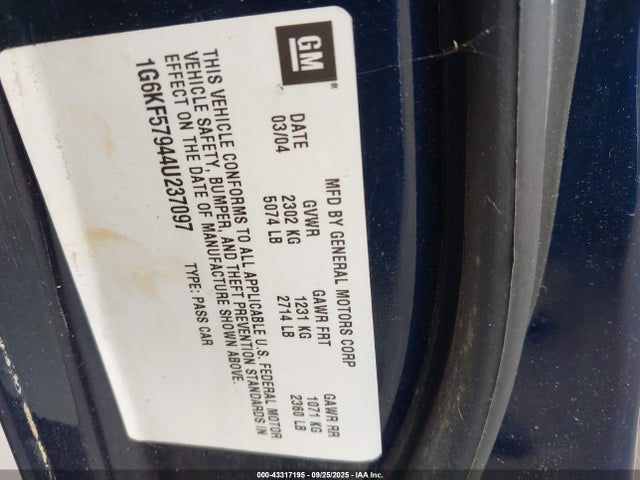 GM
®
MFD BY GENERAL MOTORS CORP
DATE GVWR GAWR FRT GAWR RR
03/04 2302 KG 1231 KG 1071 KG
5074 LB 2714 LB 2360 LB
THIS VEHICLE CONFORMS TO ALL APPLICABLE U.S. FEDERAL MOTOR
VEHICLE SAFETY, BUMPER, AND THEFT PREVENTION STANDARDS IN
EFFECT ON THE DATE OF MANUFACTURE SHOWN ABOVE.
1G6KF57944U237097 TYPE: PASS CAR
000-43317195 - 09/25/2025 - IAA Inc.